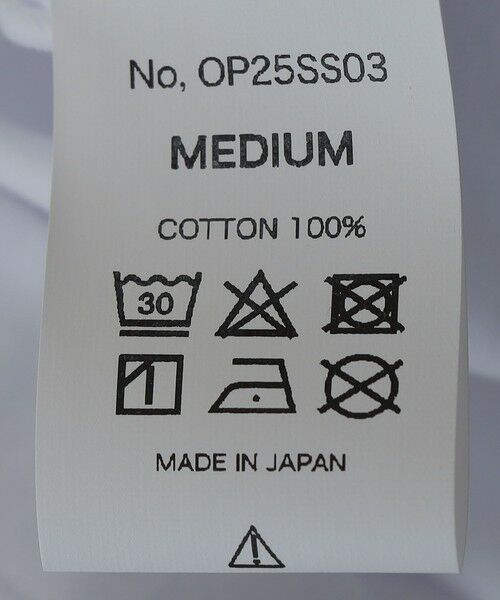 No, OP25SS03
MEDIUM
COTTON 100%
30
MADE IN JAPAN